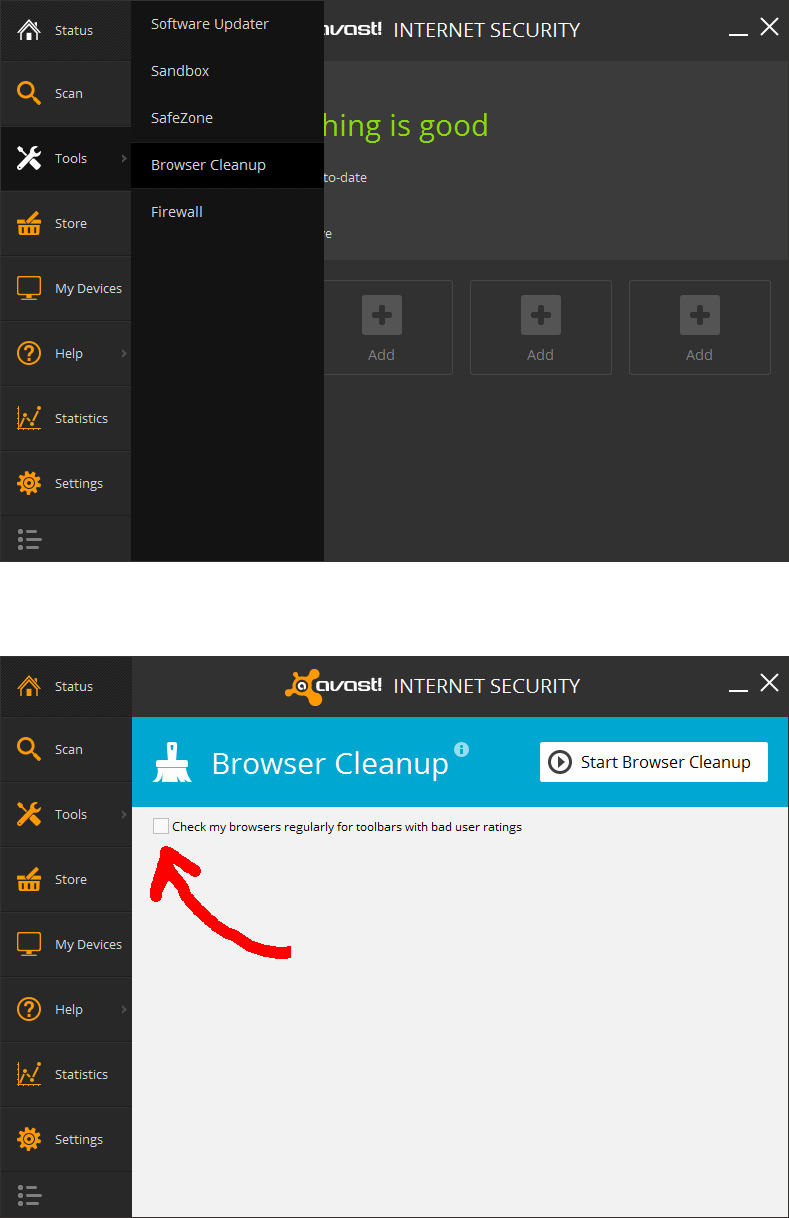 Status
Scan
Tools
Store
My Devices
Help
Statistics
Settings
Software Updater
Sandbox
SafeZone
Browser Cleanup
Firewall
avast! INTERNET SECURITY
hing is good
to-date
Add
Add
Add
Status
Scan
Tools
Store
My Devices
Help
Statistics
Settings
avast! INTERNET SECURITY
Browser Cleanup
Start Browser Cleanup
Check my browsers regularly for toolbars with bad user ratings